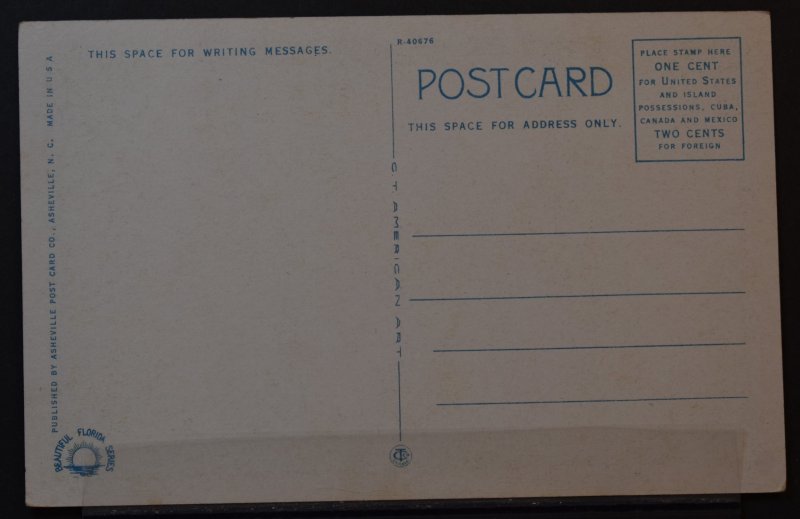 THIS SPACE FOR WRITING MESSAGES.
PUBLISHED BY ASHEVILLE POST CARD CO., ASHEVILLE, N. C. MADE IN U S A
BEAUTIFUL FLORIDA SERIES
C T AMERICAN ART
R-40676
POST CARD
THIS SPACE FOR ADDRESS ONLY.
PLACE STAMP HERE
ONE CENT
FOR UNITED STATES
AND ISLAND
POSSESSIONS, CUBA,
CANADA AND MEXICO
TWO CENTS
FOR FOREIGN